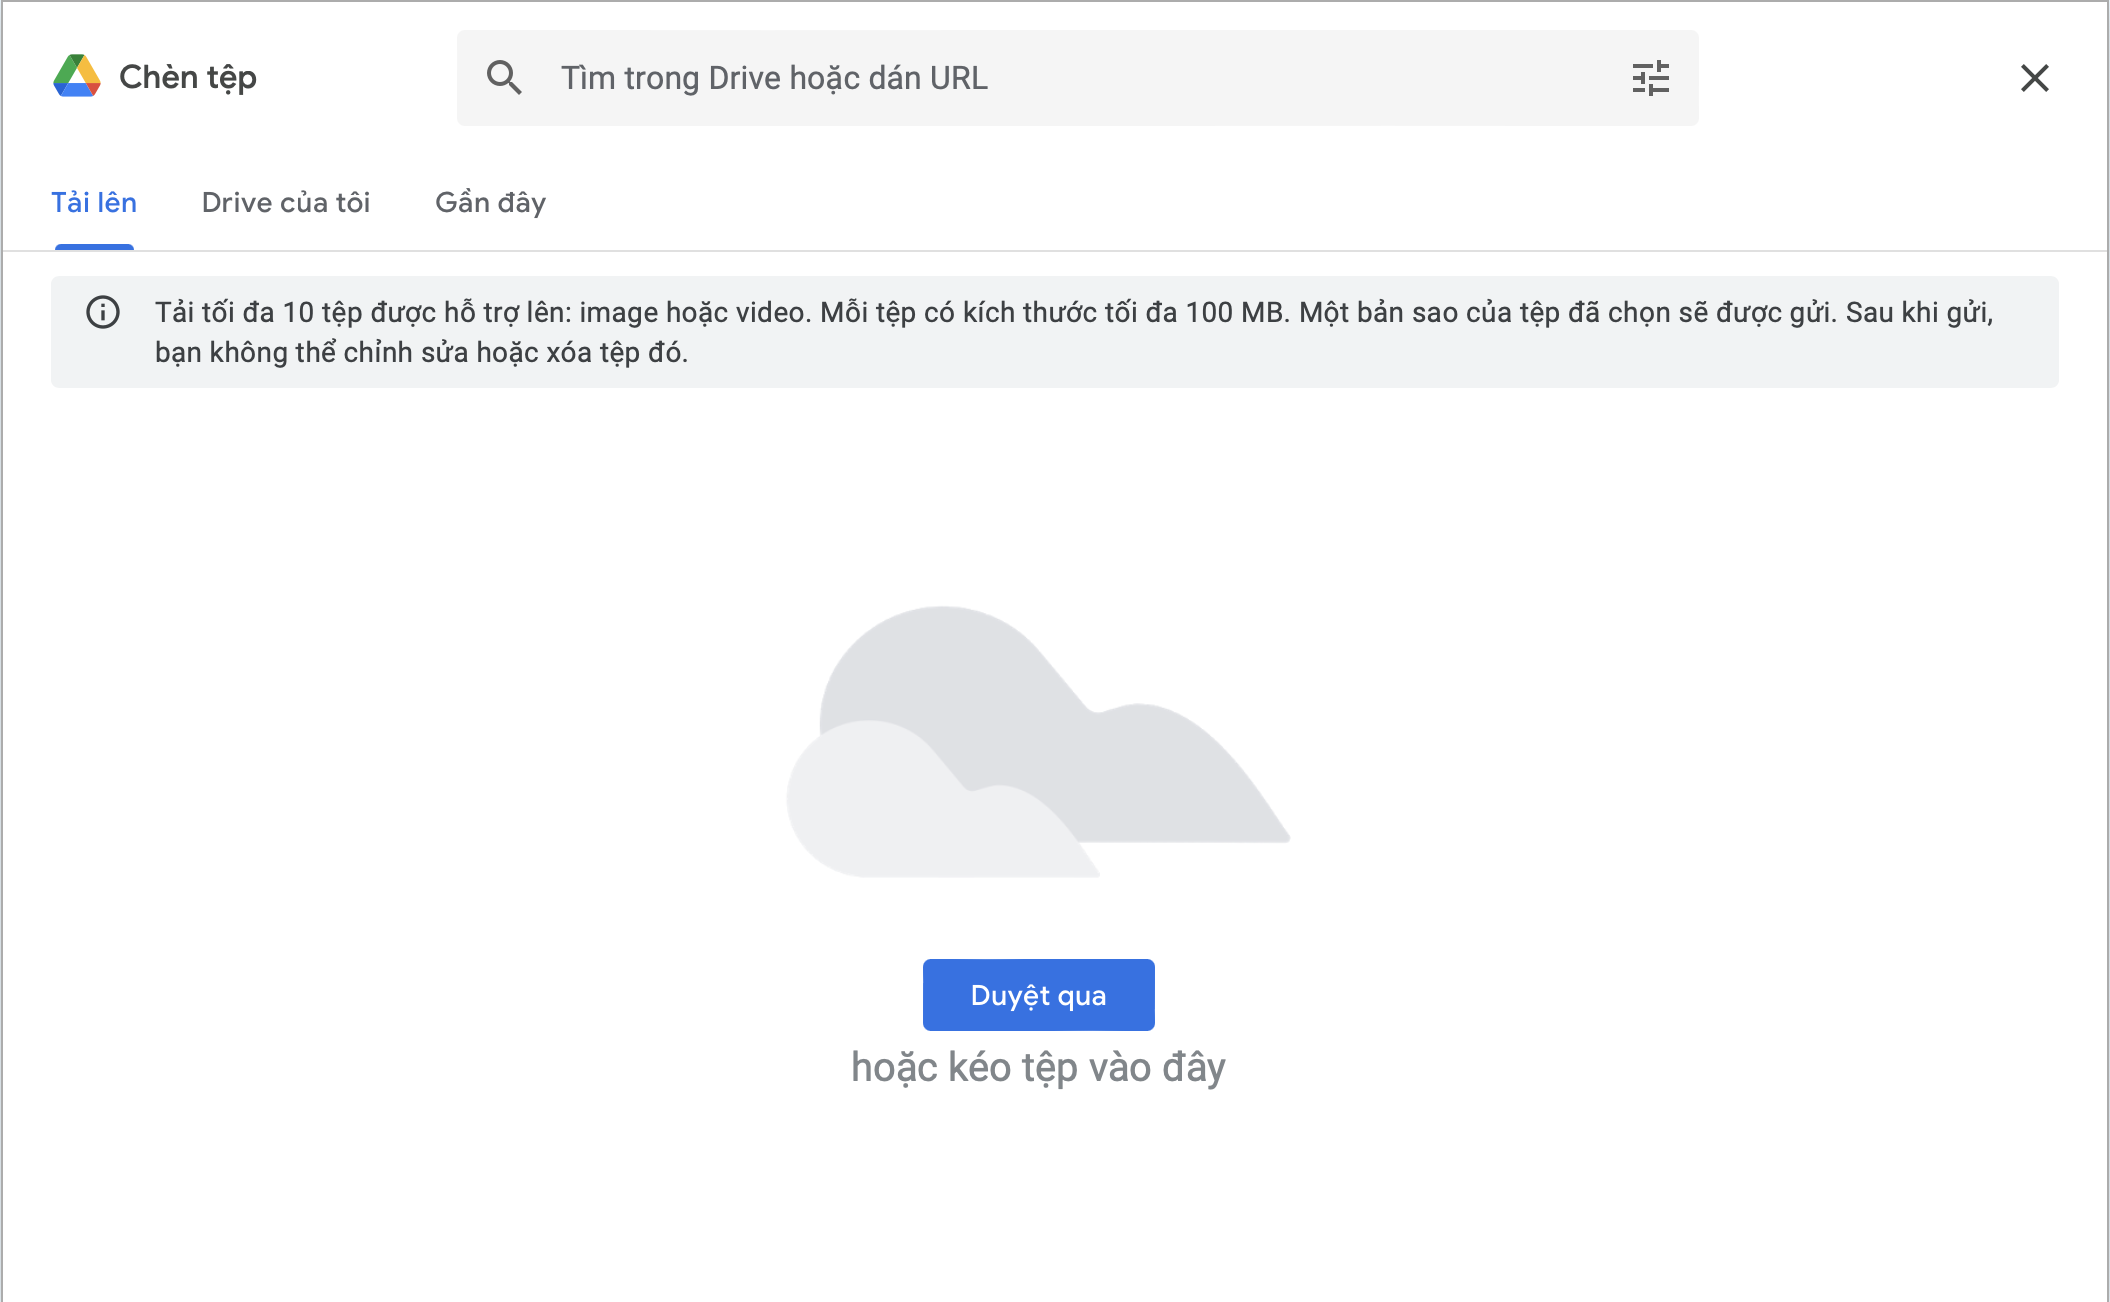 Chèn tệp
Tìm trong Drive hoặc dán URL
Tải lên
Drive của tôi
Gần đây
Tải tối đa 10 tệp được hỗ trợ lên: image hoặc video. Mỗi tệp có kích thước tối đa 100 MB. Một bản sao của tệp đã chọn sẽ được gửi. Sau khi gửi,
bạn không thể chỉnh sửa hoặc xóa tệp đó.
Duyệt qua
hoặc kéo tệp vào đây